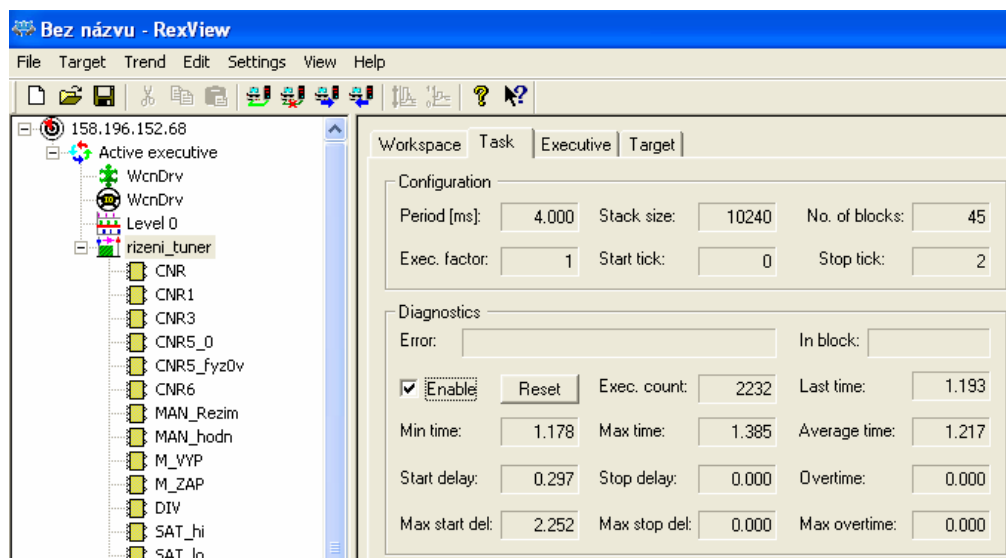 Bez názvu - RexView
File Target Trend Edit Settings View Help
158.196.152.68
Active executive
WcnDrv
WcnDrv
Level 0
rizeni_tuner
CNR
CNR1
CNR3
CNR5_0
CNR5_fyz0v
CNR6
MAN_Rezim
MAN_hodn
M_VYP
M_ZAP
DIV
SAT_hi
SAT_lo
Workspace Task Executive Target
Configuration
Period [ms]: 4.000 Stack size: 10240 No. of blocks: 45
Exec. factor: 1 Start tick: 0 Stop tick: 2
Diagnostics
Error: In block:
Enable Reset Exec. count: 2232 Last time: 1.193
Min time: 1.178 Max time: 1.385 Average time: 1.217
Start delay: 0.297 Stop delay: 0.000 Overtime: 0.000
Max start del: 2.252 Max stop del: 0.000 Max overtime: 0.000